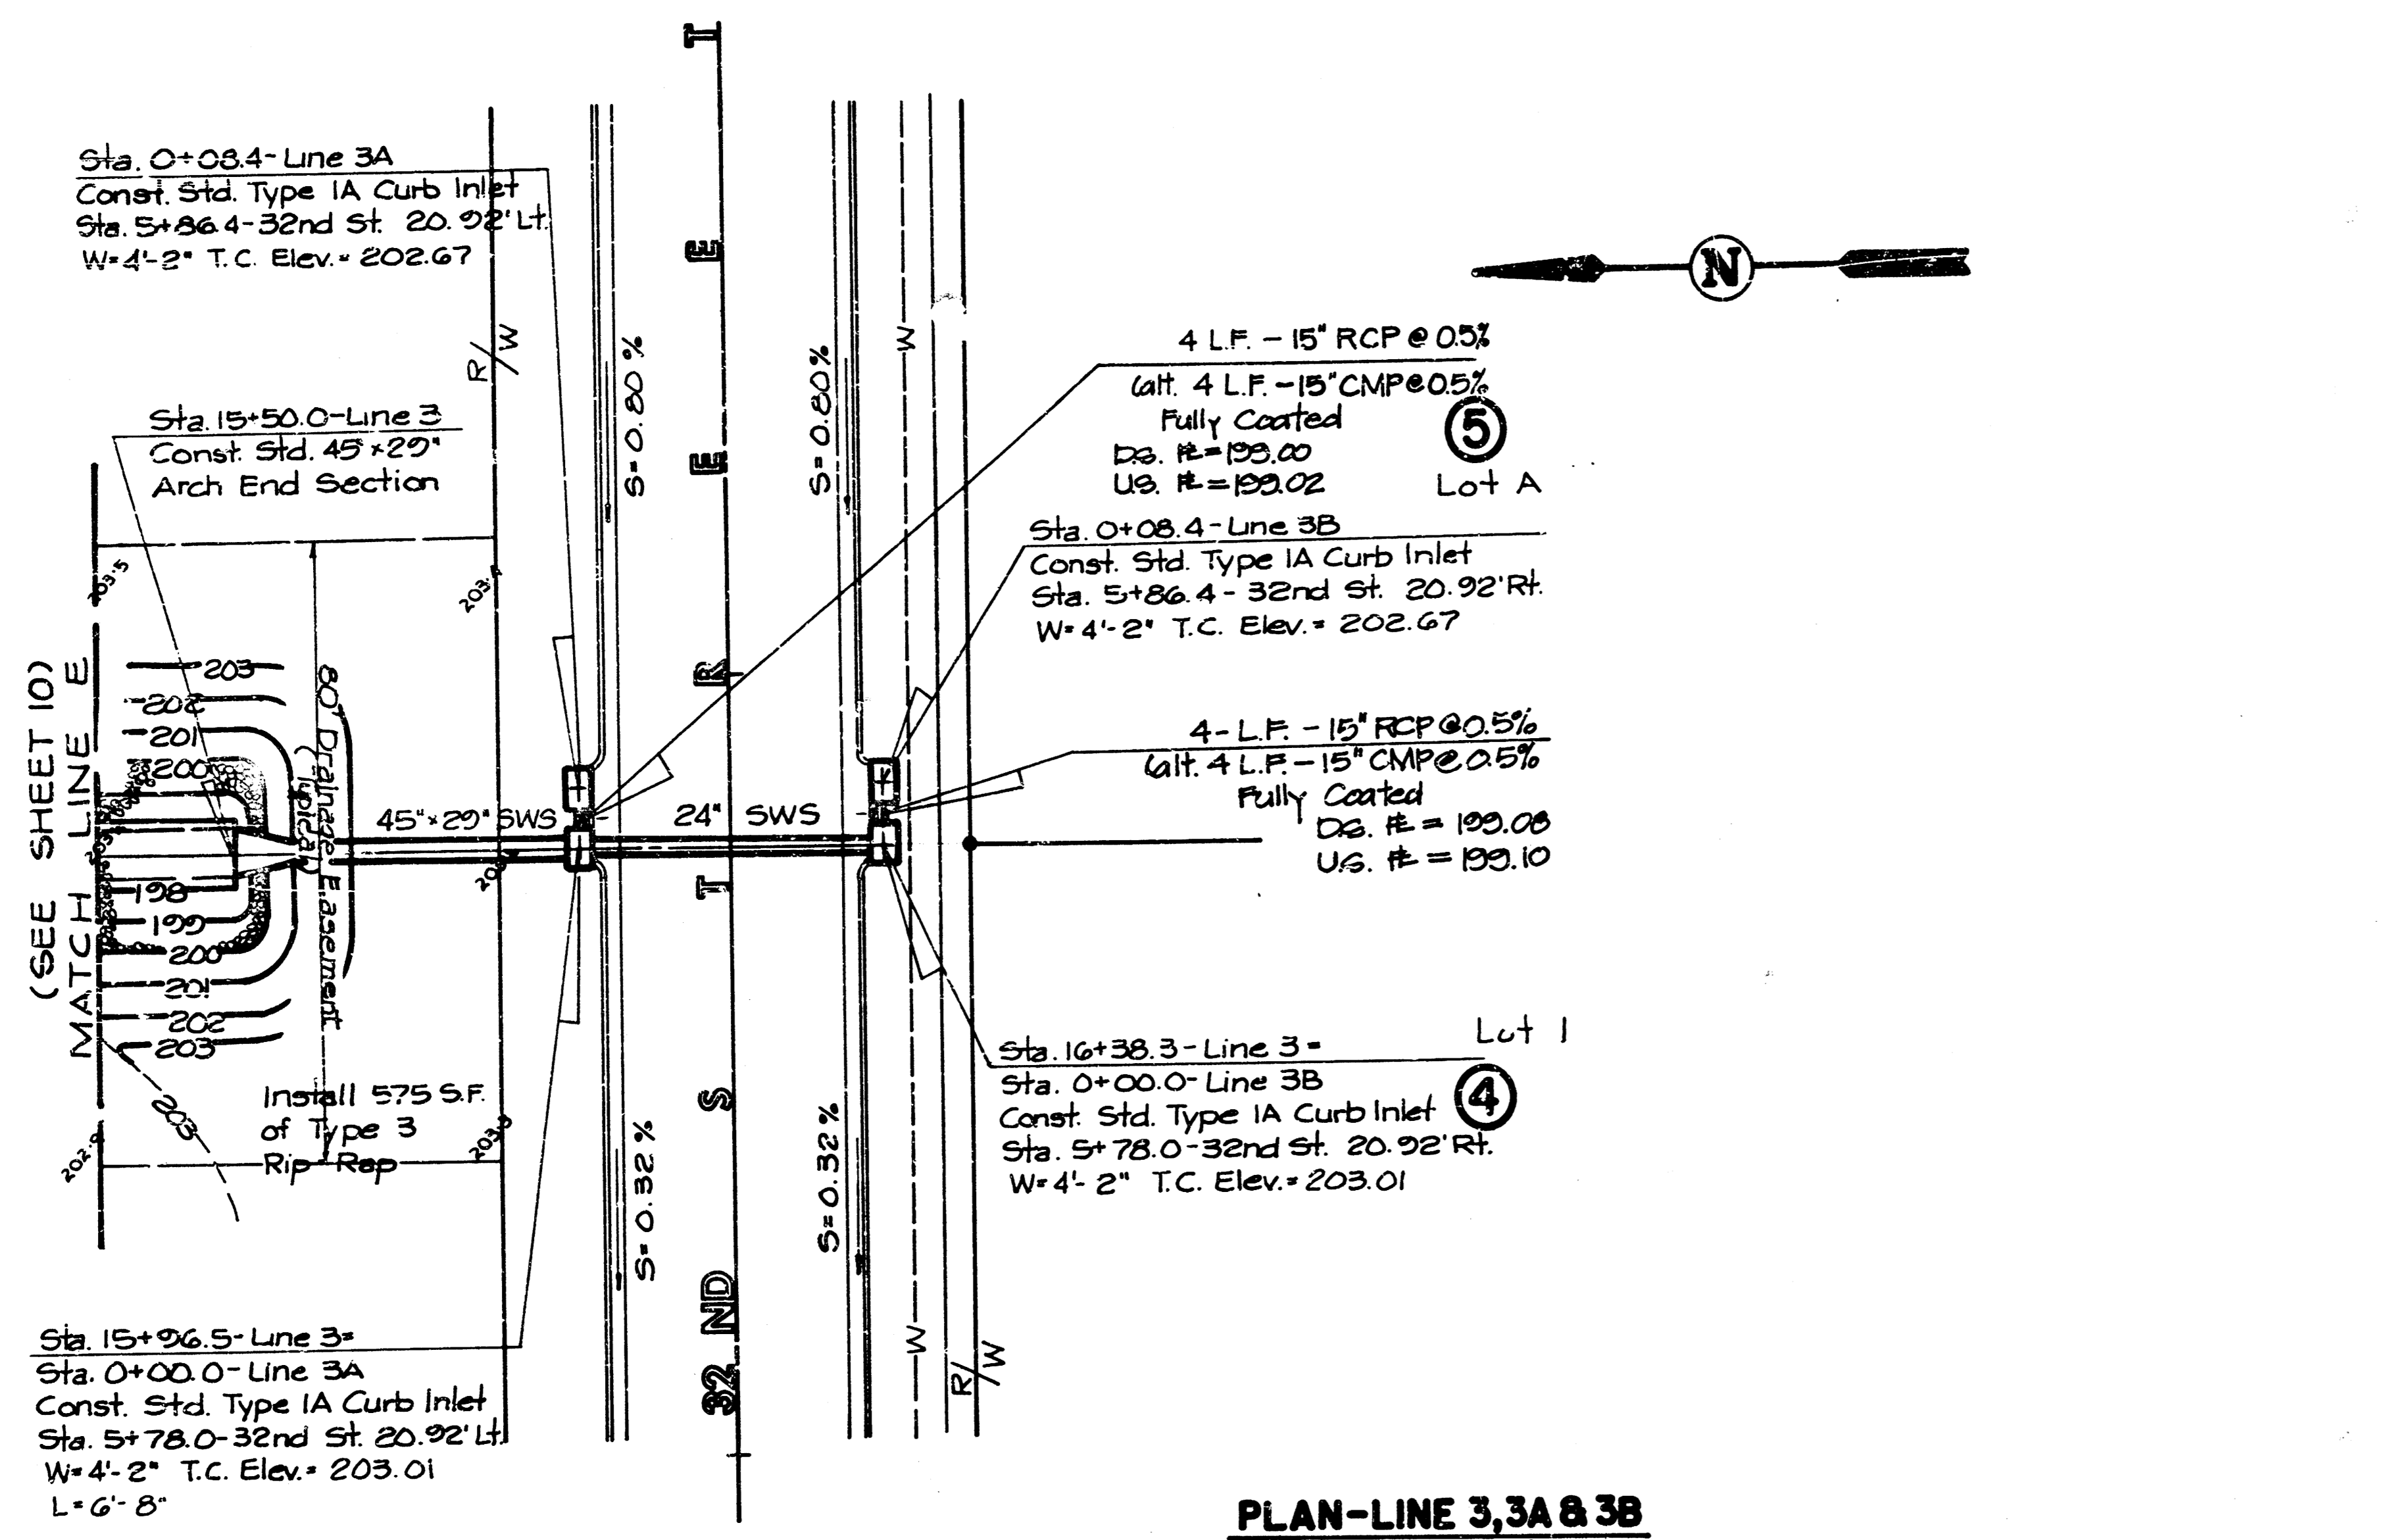 Sta. 0+08.4-Line 3A
Const. Std. Type 1A Curb Inlet
Sta. 5+86.4-32nd St. 20.92' Lt.
W=4'-2" T.C. Elev.= 202.67
Sta. 15+50.0-Line 3
Const. Std. 45"x29"
Arch End Section
R/W
S=0.80%
S=0.80%
W
N
4 L.F. - 15" RCP @ 0.5%
(alt. 4 L.F. - 15" CMP @ 0.5%
Fully Coated
D.S. ℄ = 199.00
U.S. ℄ = 199.02
5
Lot A
Sta. 0+08.4-Line 3B
Const. Std. Type 1A Curb Inlet
Sta. 5+86.4-32nd St. 20.92' Rt.
W=4'-2" T.C. Elev.= 202.67
4-L.F. - 15" RCP @ 0.5%
(alt. 4 L.F. - 15" CMP @ 0.5%
Fully Coated
D.S. ℄ = 199.08
U.S. ℄ = 199.10
(SEE SHEET 10)
MATCH LINE E
203.5
203
202
201
200
198
199
200
201
202
203
203
202.9
203.9
80' Drainage Easement
(Typical)
45"x29" SWS
24" SWS
Install 575 S.F.
of Type 3
Rip-Rap
S=0.32%
S=0.32%
32ND STREET
W
R/W
Sta. 16+38.3-Line 3=
Sta. 0+00.0-Line 3B
Const. Std. Type 1A Curb Inlet
Sta. 5+78.0-32nd St. 20.92' Rt.
W=4'-2" T.C. Elev.= 203.01
4
Lot 1
Sta. 15+96.5-Line 3=
Sta. 0+00.0-Line 3A
Const. Std. Type 1A Curb Inlet
Sta. 5+78.0-32nd St. 20.92' Lt.
W=4'-2" T.C. Elev.= 203.01
L=6'-8"
PLAN-LINE 3,3A & 3B